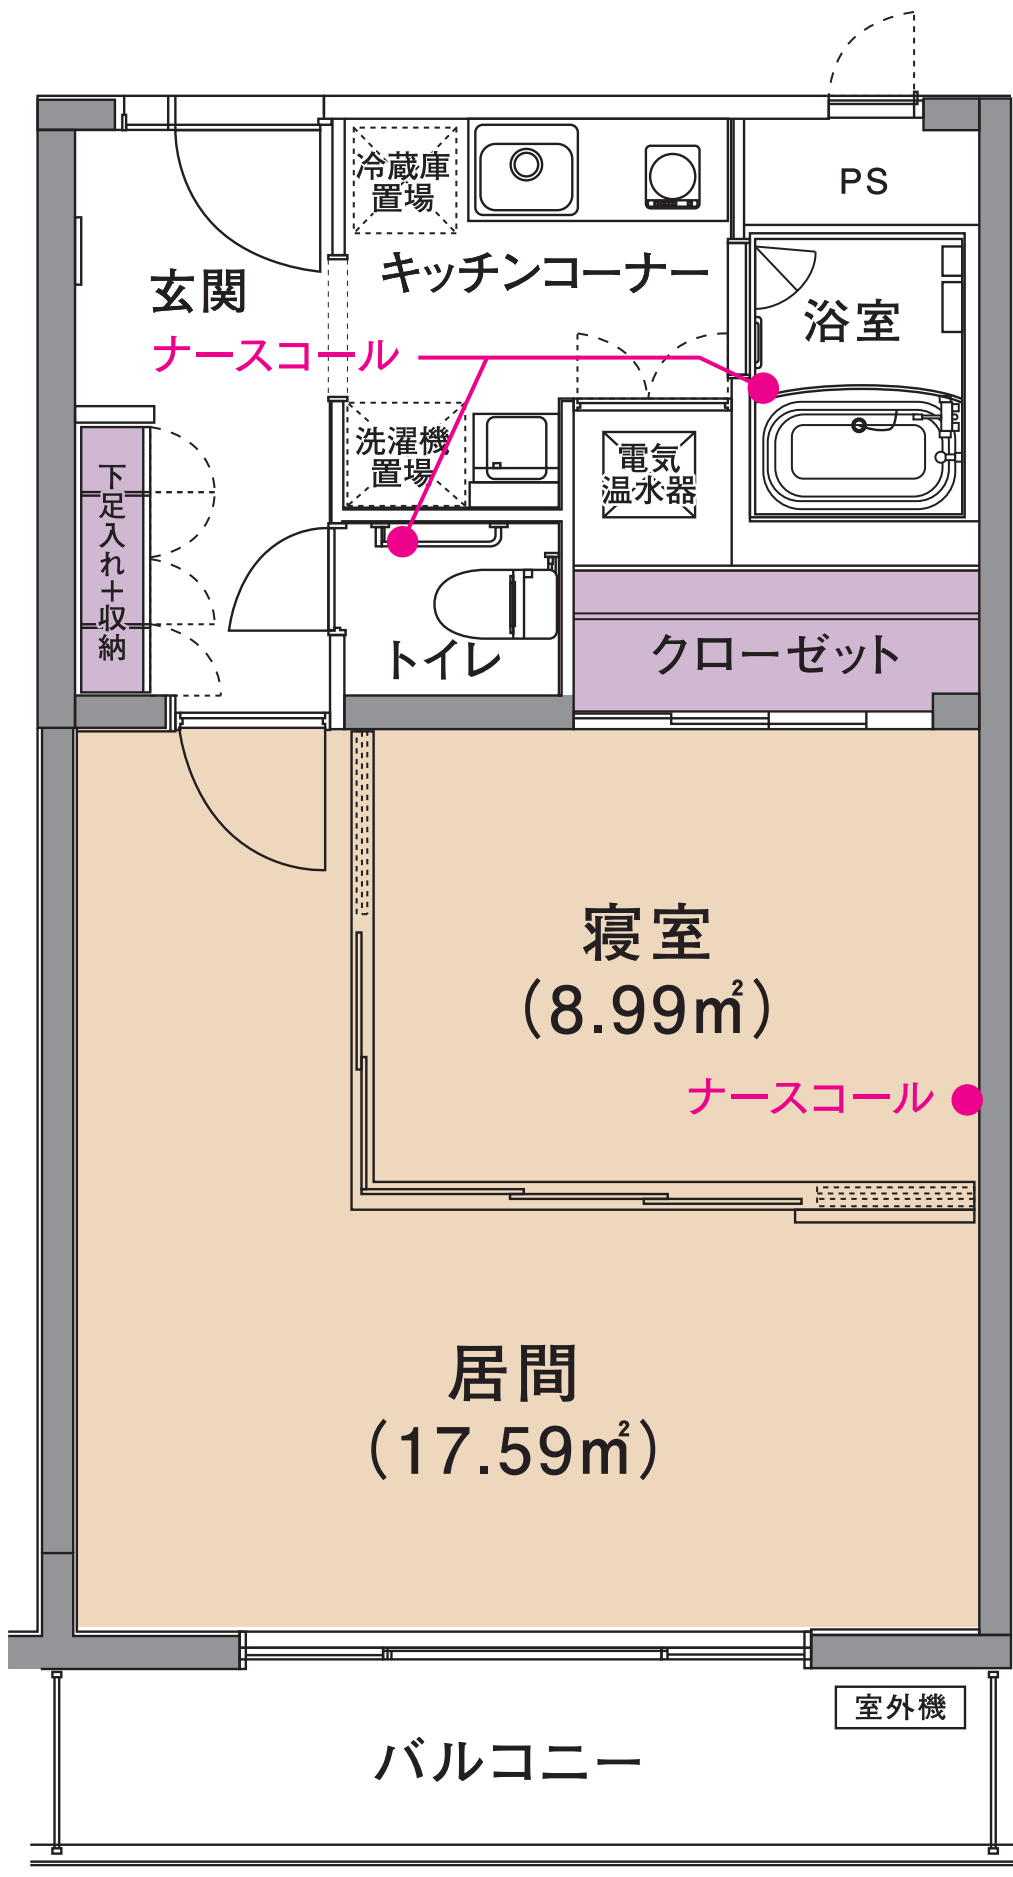 冷蔵庫
置場
PS
玄関
キッチンコーナー
浴室
ナースコール
洗濯機
置場
電気
温水器
下足入れ+収納
トイレ
クローゼット
寝室
(8.99㎡)
ナースコール
居間
(17.59㎡)
室外機
バルコニー